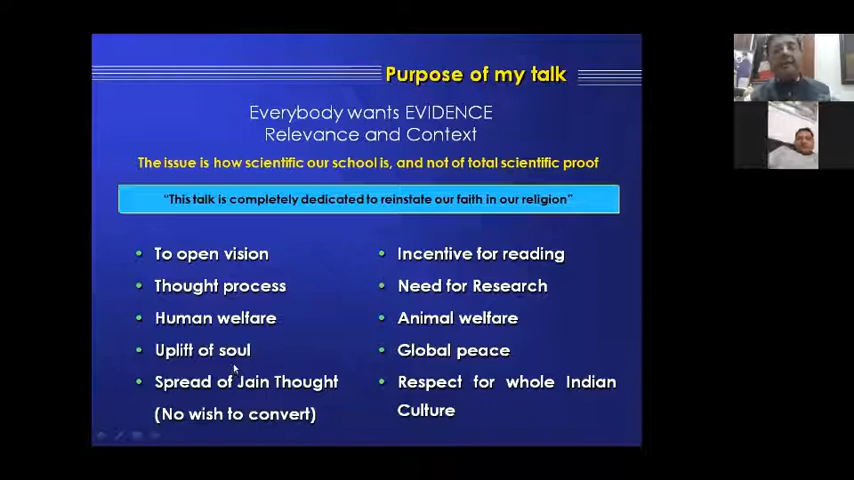 Purpose of my talk
Everybody wants EVIDENCE
Relevance and Context
The issue is how scientific our school is, and not of total scientific proof
“This talk is completely dedicated to reinstate our faith in our religion”
• To open vision
• Thought process
• Human welfare
• Uplift of soul
• Spread of Jain Thought
(No wish to convert)
• Incentive for reading
• Need for Research
• Animal welfare
• Global peace
• Respect for whole Indian
Culture